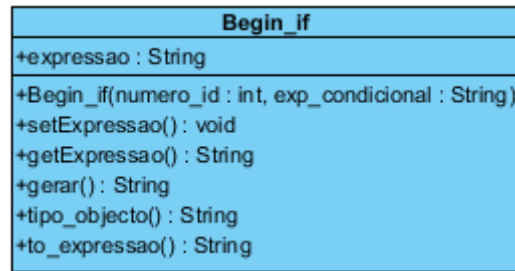 Begin_if
+expressao : String
+Begin_if(numero_id : int, exp_condicional : String)
+setExpressao() : void
+getExpressao() : String
+gerar() : String
+tipo_objecto() : String
+to_expressao() : String